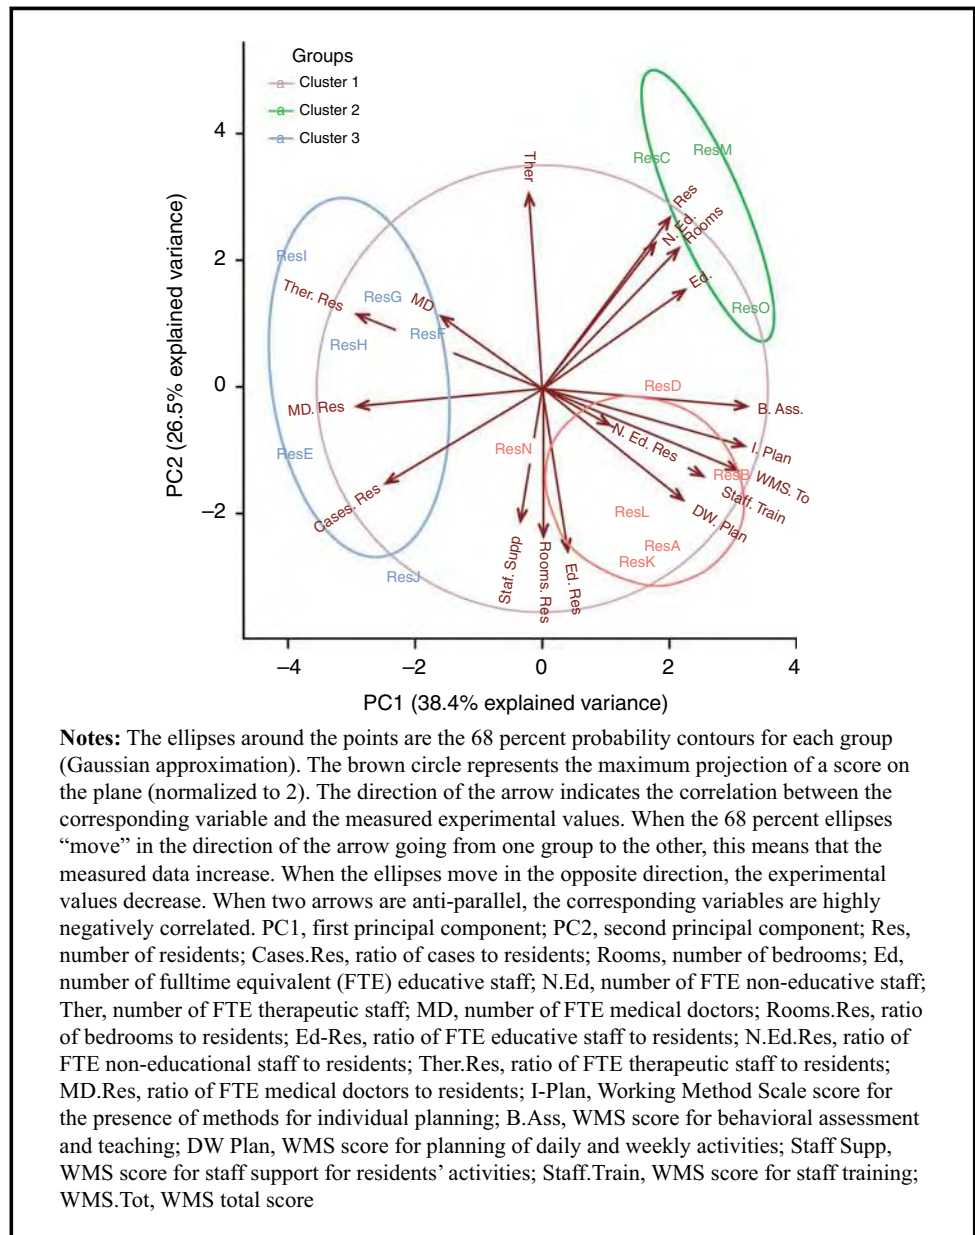 Groups
a Cluster 1
a Cluster 2
a Cluster 3
4
2
0
−2
PC2 (26.5% explained variance)
Ther
ResC
ResM
Res
N. Ed.
Rooms
Ed.
ResO
ResI
Ther. Res
ResG
MD
ResF
ResH
MD. Res
ResE
Cases. Res
ResJ
ResD
B. Ass.
N. Ed. Res
I. Plan
ResN
ResB
WMS. To
Staff. Train
DW. Plan
ResL
ResA
ResK
Staf. Supp
Rooms. Res
Ed. Res
−4
−2
0
2
4
PC1 (38.4% explained variance)
Notes: The ellipses around the points are the 68 percent probability contours for each group
(Gaussian approximation). The brown circle represents the maximum projection of a score on
the plane (normalized to 2). The direction of the arrow indicates the correlation between the
corresponding variable and the measured experimental values. When the 68 percent ellipses
“move” in the direction of the arrow going from one group to the other, this means that the
measured data increase. When the ellipses move in the opposite direction, the experimental
values decrease. When two arrows are anti-parallel, the corresponding variables are highly
negatively correlated. PC1, first principal component; PC2, second principal component; Res,
number of residents; Cases.Res, ratio of cases to residents; Rooms, number of bedrooms; Ed,
number of fulltime equivalent (FTE) educative staff; N.Ed, number of FTE non-educative staff;
Ther, number of FTE therapeutic staff; MD, number of FTE medical doctors; Rooms.Res, ratio
of bedrooms to residents; Ed-Res, ratio of FTE educative staff to residents; N.Ed.Res, ratio of
FTE non-educational staff to residents; Ther.Res, ratio of FTE therapeutic staff to residents;
MD.Res, ratio of FTE medical doctors to residents; I-Plan, Working Method Scale score for
the presence of methods for individual planning; B.Ass, WMS score for behavioral assessment
and teaching; DW Plan, WMS score for planning of daily and weekly activities; Staff Supp,
WMS score for staff support for residents’ activities; Staff.Train, WMS score for staff training;
WMS.Tot, WMS total score